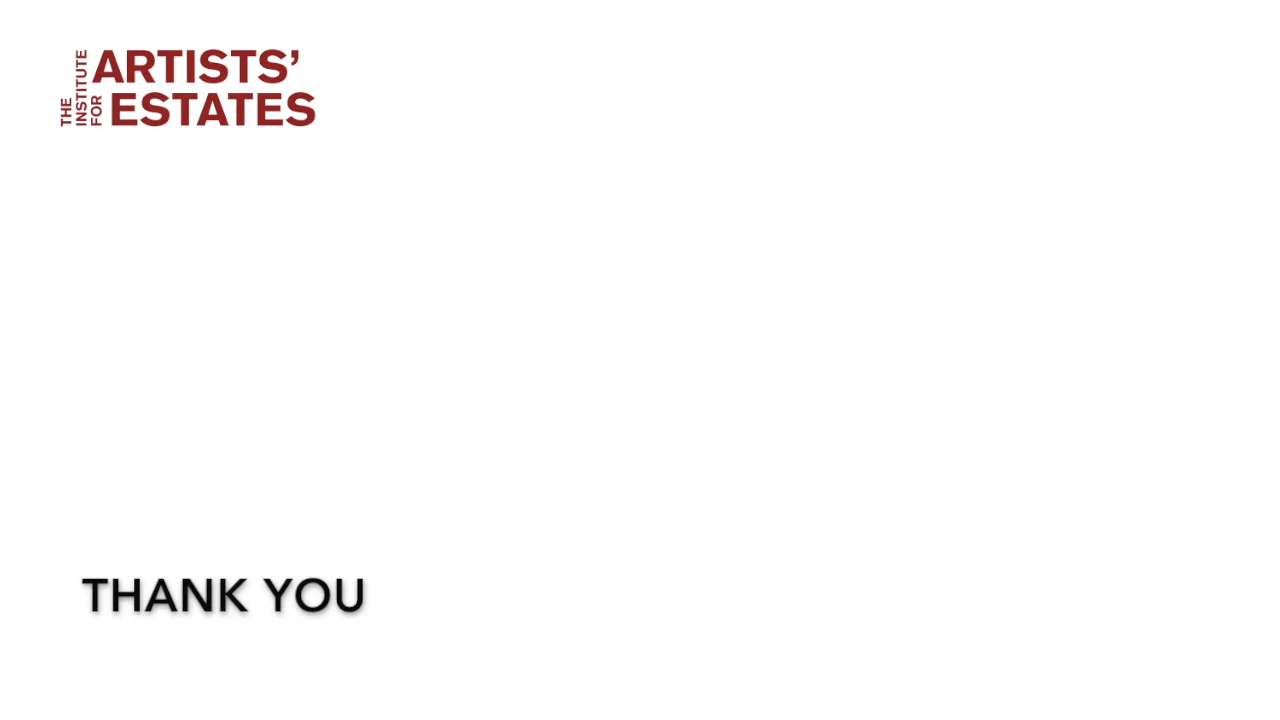 THE
INSTITUTE
FOR
ARTISTS’
ESTATES
THANK YOU